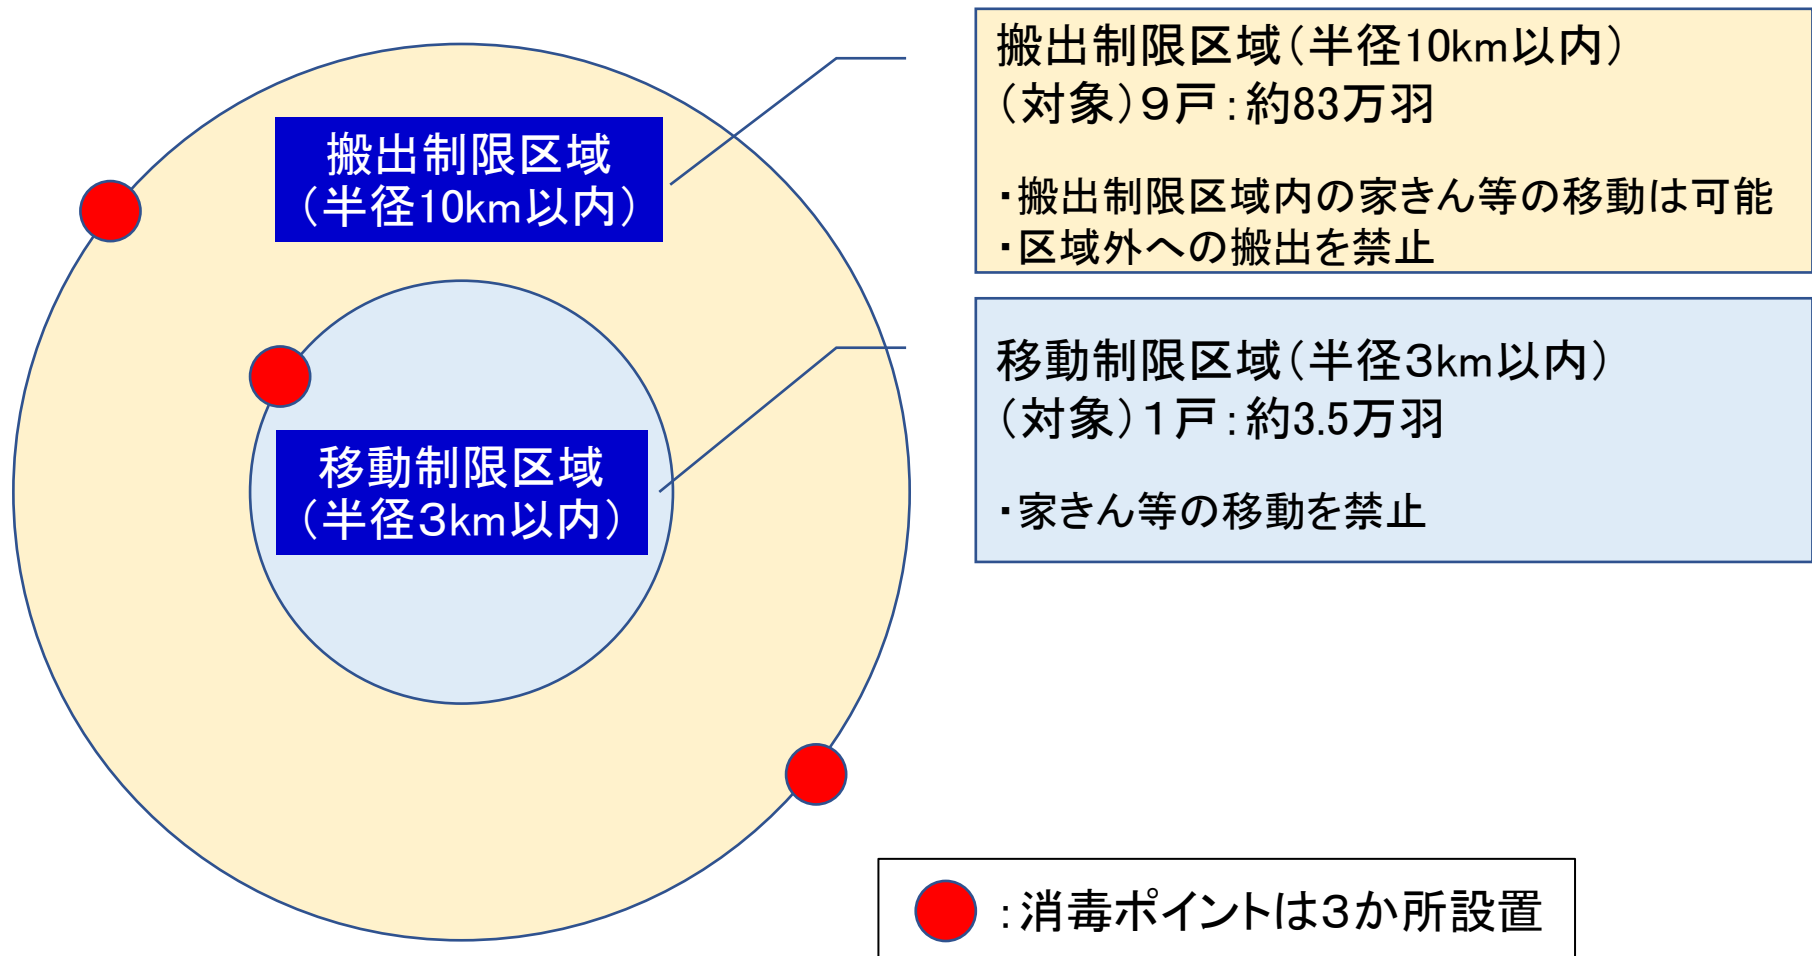 搬出制限区域(半径10km以内)
(対象)9戸:約83万羽
・搬出制限区域内の家きん等の移動は可能
・区域外への搬出を禁止
搬出制限区域
(半径10km以内)
移動制限区域(半径3km以内)
(対象)1戸:約3.5万羽
・家きん等の移動を禁止
移動制限区域
(半径3km以内)
:消毒ポイントは3か所設置